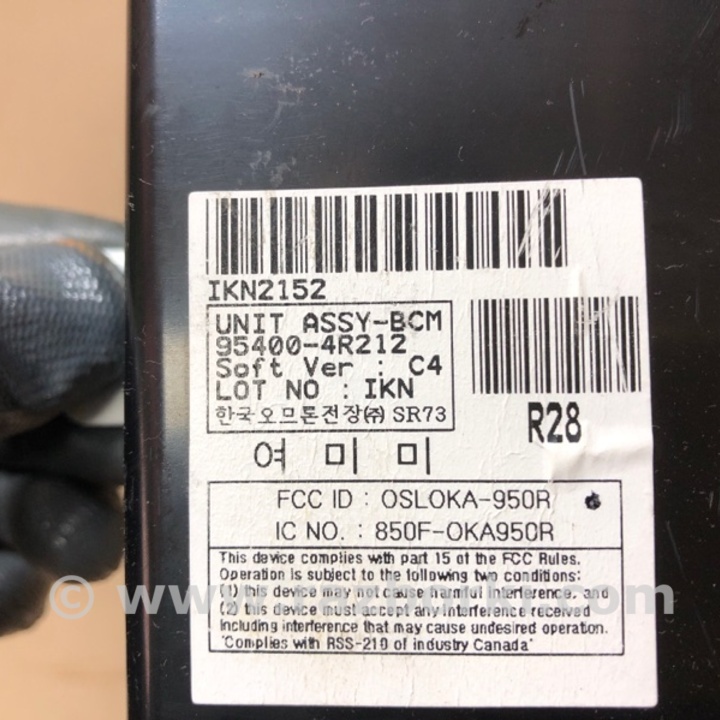 IKN2152
UNIT ASSY-BCM
95400-4R212
Soft Ver : C4
LOT NO : IKN
한국오므론전장㈜ SR73
R28
여 미 미
FCC ID : OSLOKA-950R
IC NO. : 850F-OKA950R
This device complies with part 15 of the FCC Rules.
Operation is subject to the following two conditions:
(1) this device may not cause harmful interference, and
(2) this device must accept any interference received
including interference that may cause undesired operation.
"Complies with RSS-210 of industry Canada"